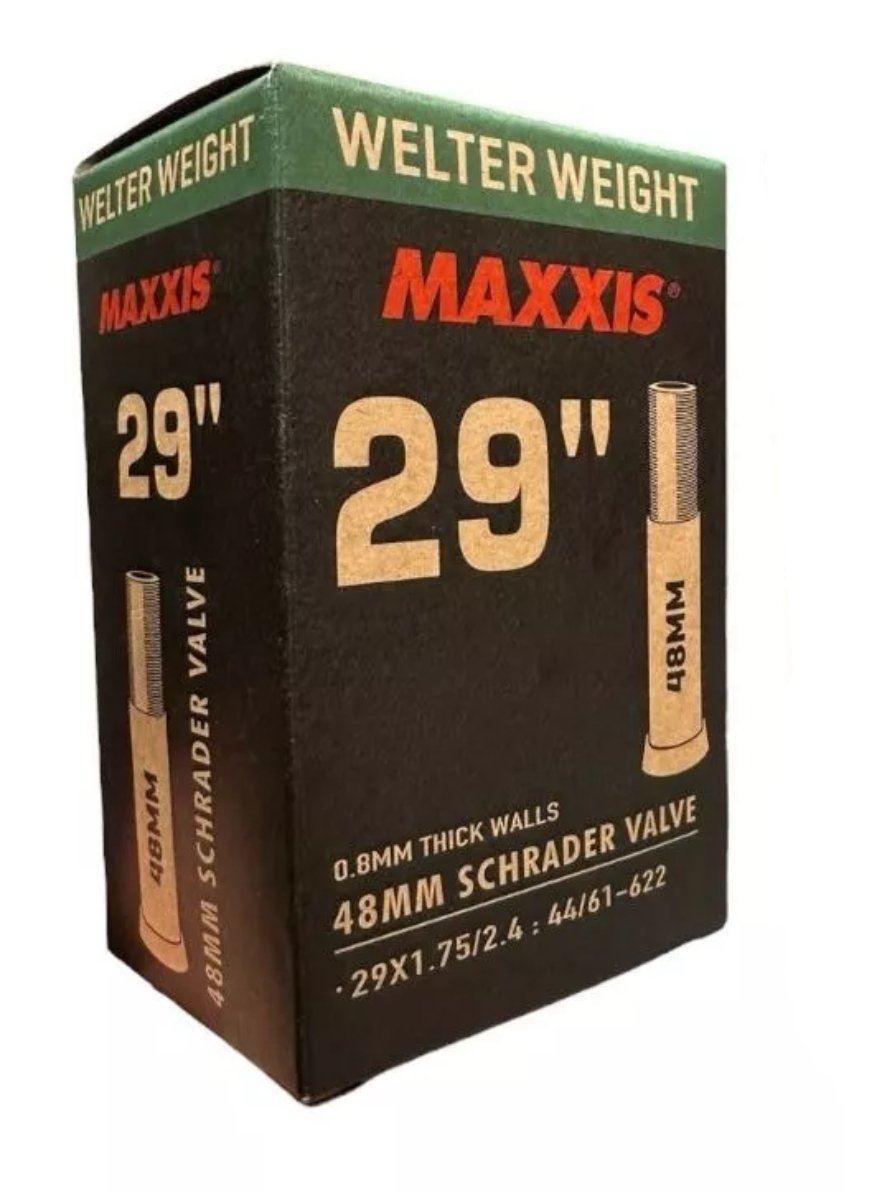 WELTER WEIGHT
MAXXIS®
29"
48MM
48MM SCHRADER VALVE
WELTER WEIGHT
MAXXIS®
29"
48MM
0.8MM THICK WALLS
48MM SCHRADER VALVE
· 29X1.75/2.4 : 44/61-622